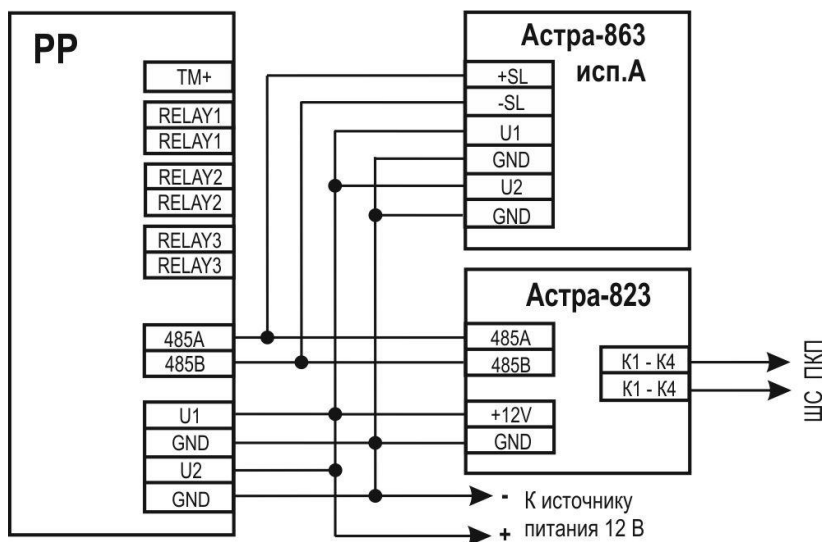 РР
TM+
RELAY1
RELAY1
RELAY2
RELAY2
RELAY3
RELAY3
485A
485B
U1
GND
U2
GND
Астра-863
исп.А
+SL
-SL
U1
GND
U2
GND
Астра-823
485A
485B
+12V
GND
К1 - К4
К1 - К4
ШС ПКП
- К источнику
+ питания 12 В